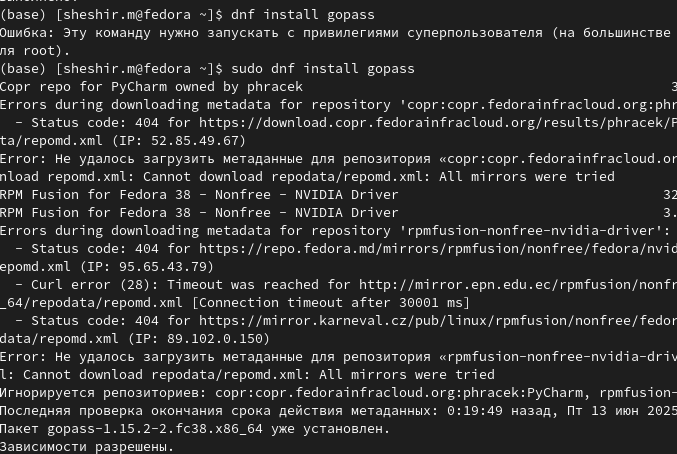 (base) [sheshir.m@fedora ~]$ dnf install gopass
Ошибка: Эту команду нужно запускать с привилегиями суперпользователя (на большинстве
ля root).
(base) [sheshir.m@fedora ~]$ sudo dnf install gopass
Copr repo for PyCharm owned by phracek 3
Errors during downloading metadata for repository 'copr:copr.fedorainfracloud.org:phr
- Status code: 404 for https://download.copr.fedorainfracloud.org/results/phracek/P
ta/repomd.xml (IP: 52.85.49.67)
Error: Не удалось загрузить метаданные для репозитория «copr:copr.fedorainfracloud.or
nload repomd.xml: Cannot download repodata/repomd.xml: All mirrors were tried
RPM Fusion for Fedora 38 - Nonfree - NVIDIA Driver 32
RPM Fusion for Fedora 38 - Nonfree - NVIDIA Driver 3.
Errors during downloading metadata for repository 'rpmfusion-nonfree-nvidia-driver':
- Status code: 404 for https://repo.fedora.md/mirrors/rpmfusion/nonfree/fedora/nvid
epomd.xml (IP: 95.65.43.79)
- Curl error (28): Timeout was reached for http://mirror.epn.edu.ec/rpmfusion/nonfr
_64/repodata/repomd.xml [Connection timeout after 30001 ms]
- Status code: 404 for https://mirror.karneval.cz/pub/linux/rpmfusion/nonfree/fedor
data/repomd.xml (IP: 89.102.0.150)
Error: Не удалось загрузить метаданные для репозитория «rpmfusion-nonfree-nvidia-driv
l: Cannot download repodata/repomd.xml: All mirrors were tried
Игнорируется репозиториев: copr:copr.fedorainfracloud.org:phracek:PyCharm, rpmfusion-
Последняя проверка окончания срока действия метаданных: 0:19:49 назад, Пт 13 июн 2025
Пакет gopass-1.15.2-2.fc38.x86_64 уже установлен.
Зависимости разрешены.